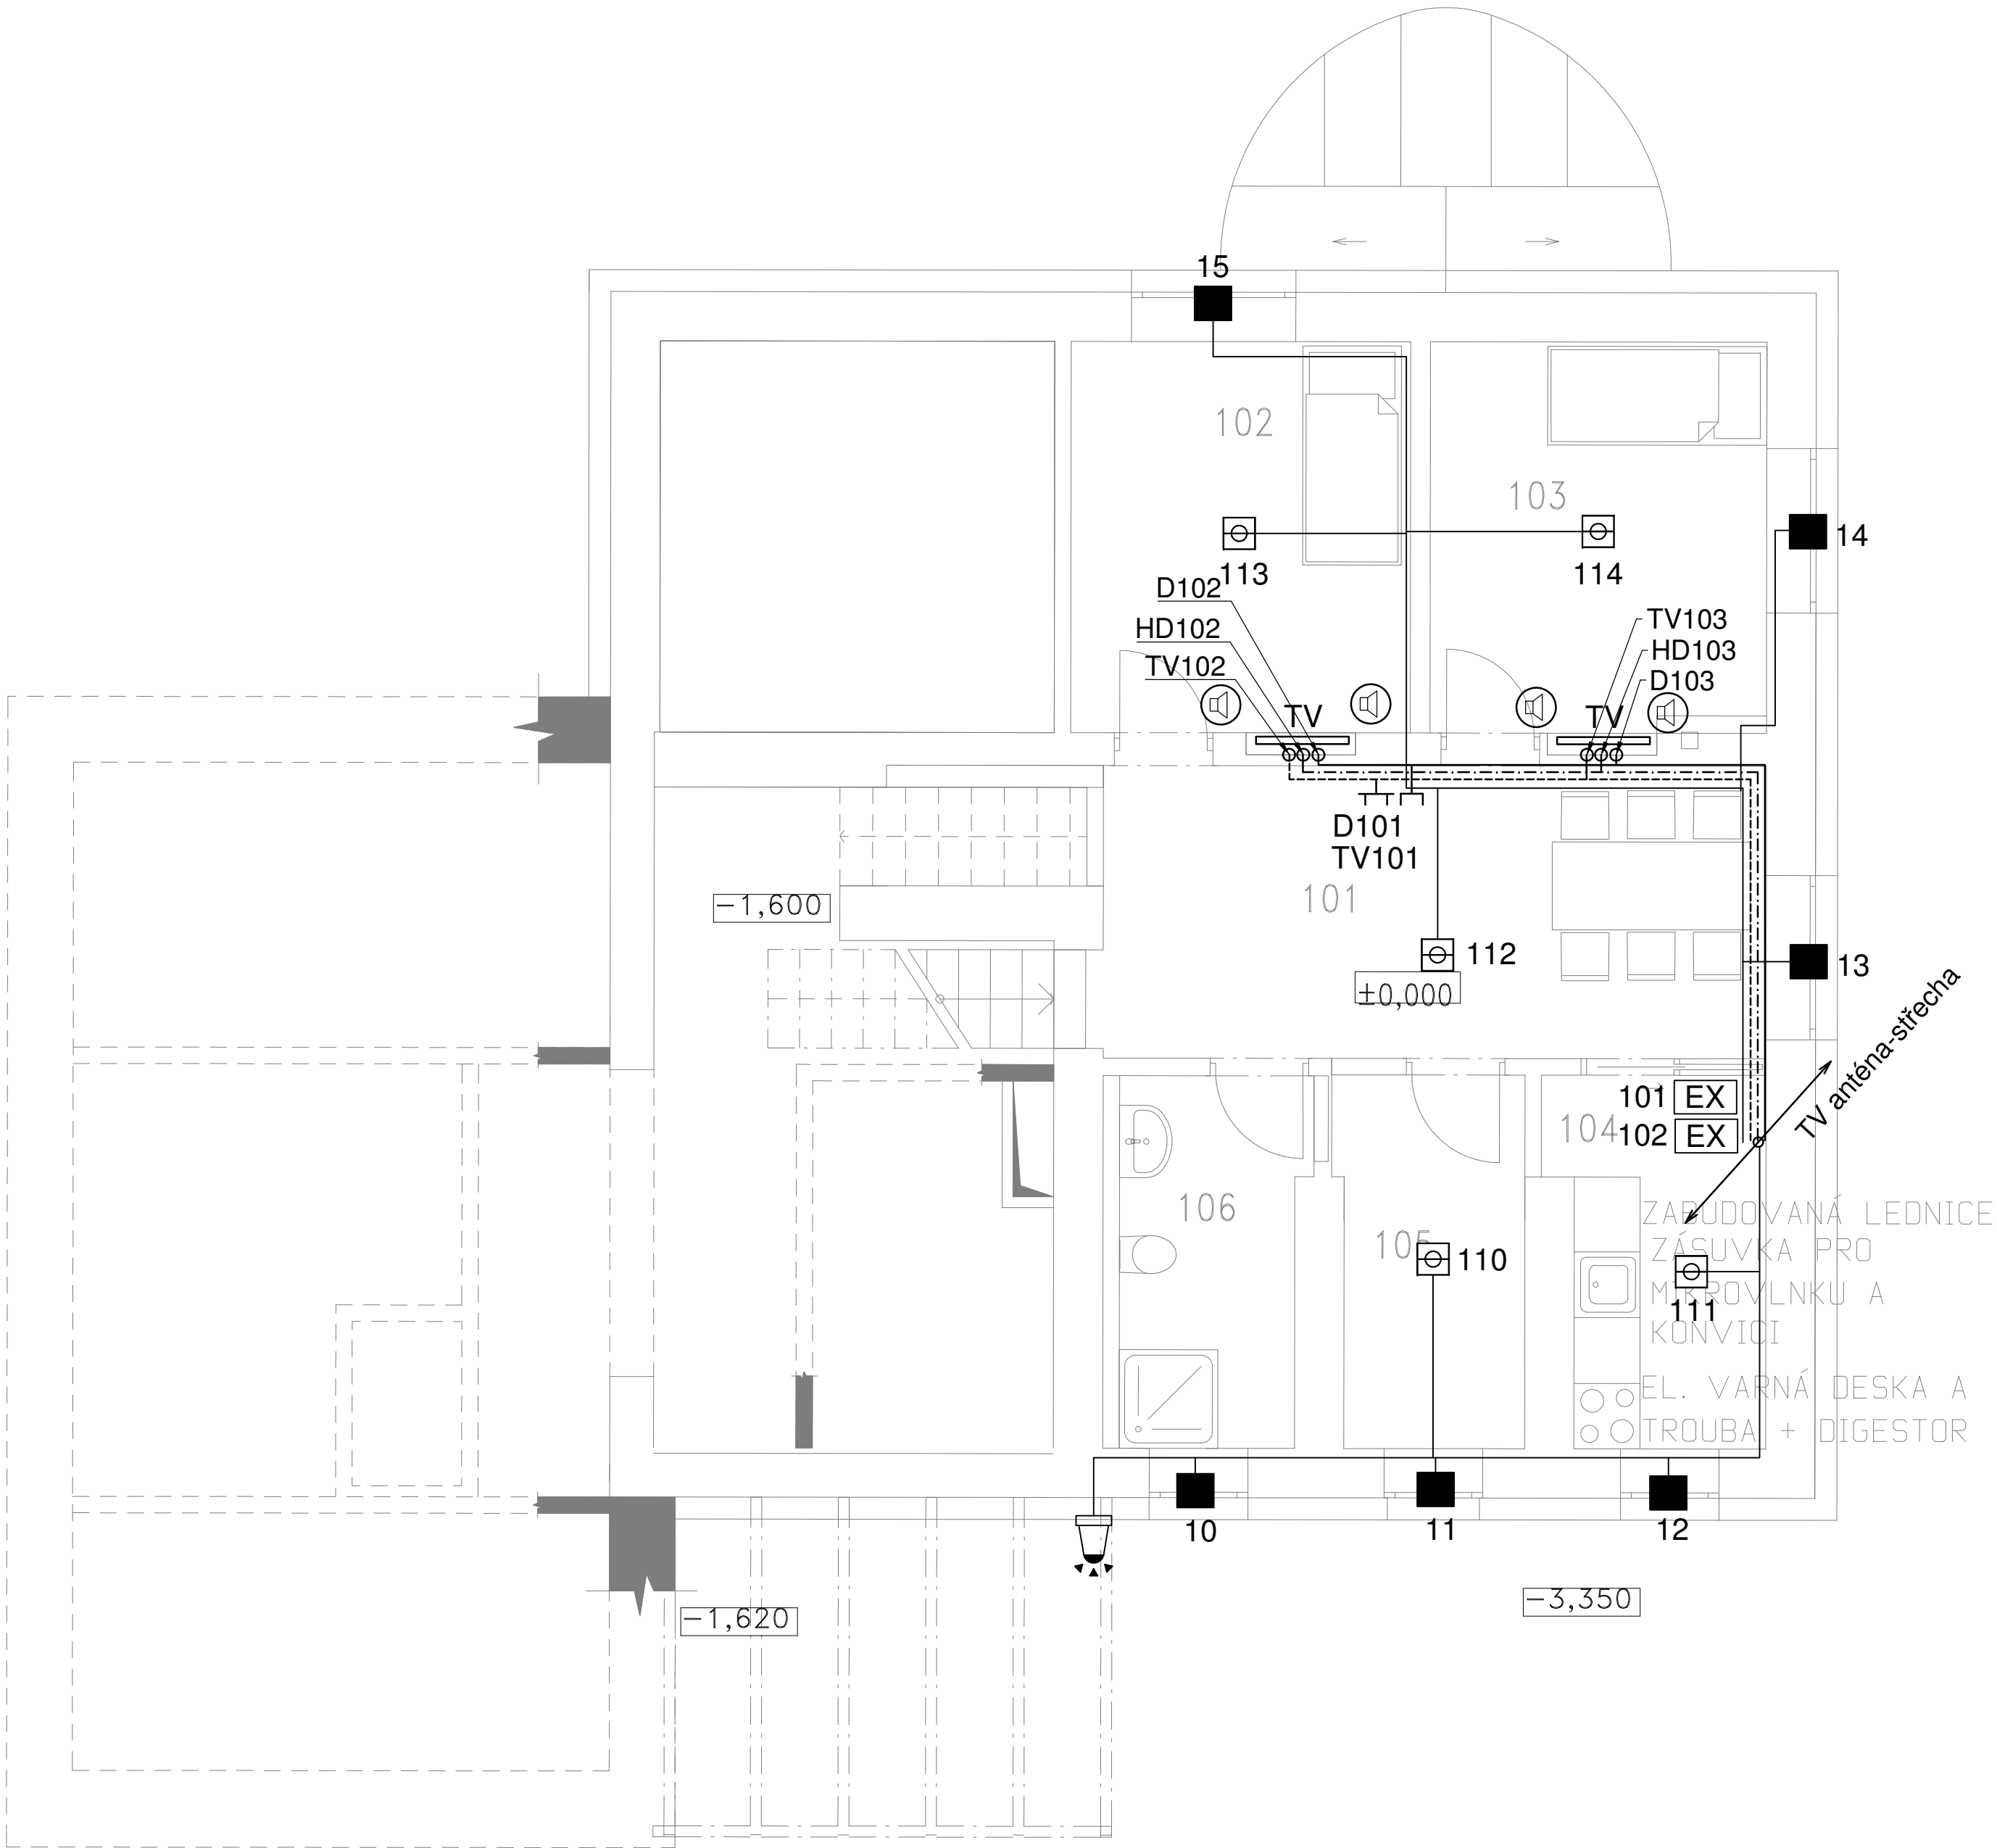 15
102
103
14
113
114
D102
TV103
HD102
HD103
TV102
D103
TV
TV
D101
TV101
101
-1,600
112
13
±0,000
TV anténa-střecha
101 EX
104
102 EX
106
ZABUDOVANÁ LEDNICE
105
110
ZÁSUVKA PRO
MIKROVLNKU A
111
KONVICI
EL. VARNÁ DESKA A
TROUBA + DIGESTOR
10
11
12
-3,350
-1,620